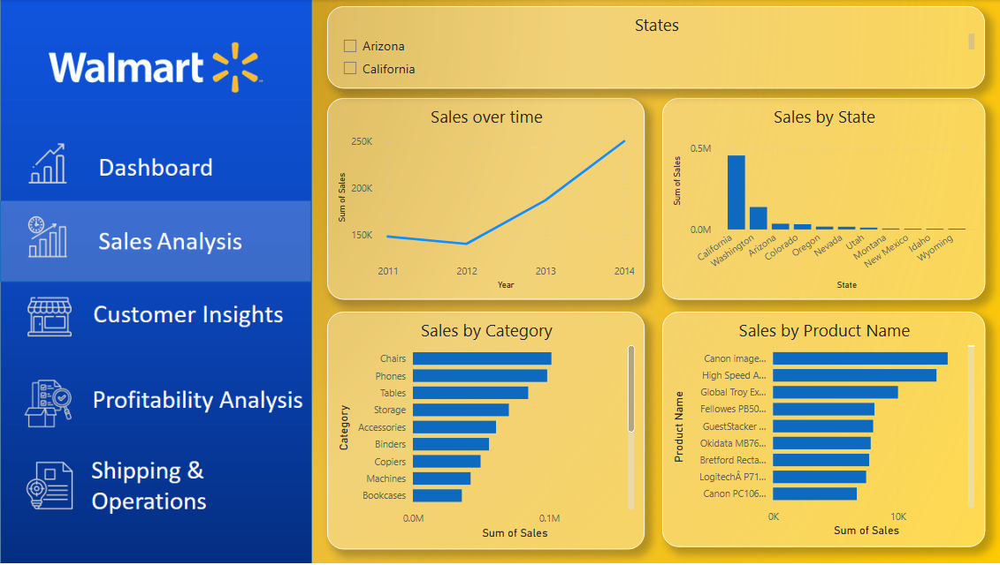 Walmart
Dashboard
Sales Analysis
Customer Insights
Profitability Analysis
Shipping &
Operations
States
Arizona
California
Sales over time
250K
200K
150K
Sum of Sales
2011 2012 2013 2014
Year
Sales by State
0.5M
0.0M
Sum of Sales
California Washington Arizona Colorado Oregon Nevada Utah Montana New Mexico Idaho Wyoming
State
Sales by Category
Category
Chairs
Phones
Tables
Storage
Accessories
Binders
Copiers
Machines
Bookcases
0.0M 0.1M
Sum of Sales
Sales by Product Name
Product Name
Canon image...
High Speed A...
Global Troy Ex...
Fellowes PB50...
GuestStacker ...
Okidata MB76...
Bretford Recta...
LogitechÂ P71...
Canon PC106...
0K 10K
Sum of Sales